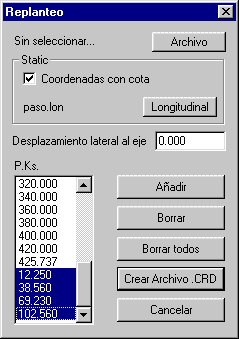 Replanteo
Sin seleccionar...
Archivo
Static
Coordenadas con cota
paso.lon
Longitudinal
Desplazamiento lateral al eje
0.000
P.Ks.
320.000
340.000
360.000
380.000
400.000
420.000
425.737
12.250
38.560
69.230
102.560
Añadir
Borrar
Borrar todos
Crear Archivo .CRD
Cancelar